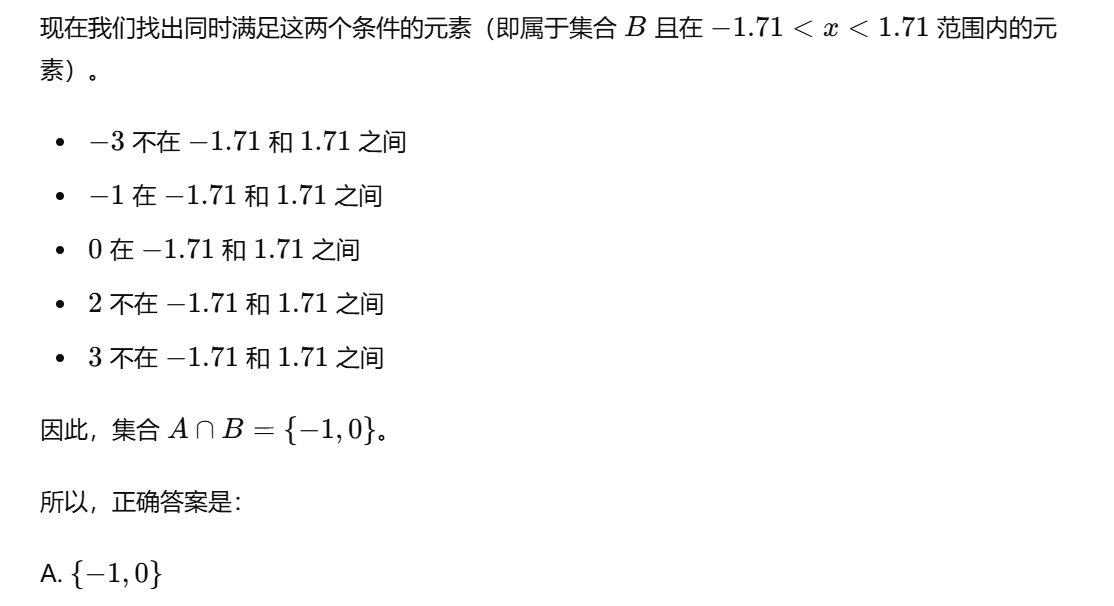 现在我们找出同时满足这两个条件的元素（即属于集合 B 且在 −1.71 < x < 1.71 范围内的元
素）。
• −3 不在 −1.71 和 1.71 之间
• −1 在 −1.71 和 1.71 之间
• 0 在 −1.71 和 1.71 之间
• 2 不在 −1.71 和 1.71 之间
• 3 不在 −1.71 和 1.71 之间
因此，集合 A ∩ B = {−1, 0}。
所以，正确答案是：
A. {−1, 0}